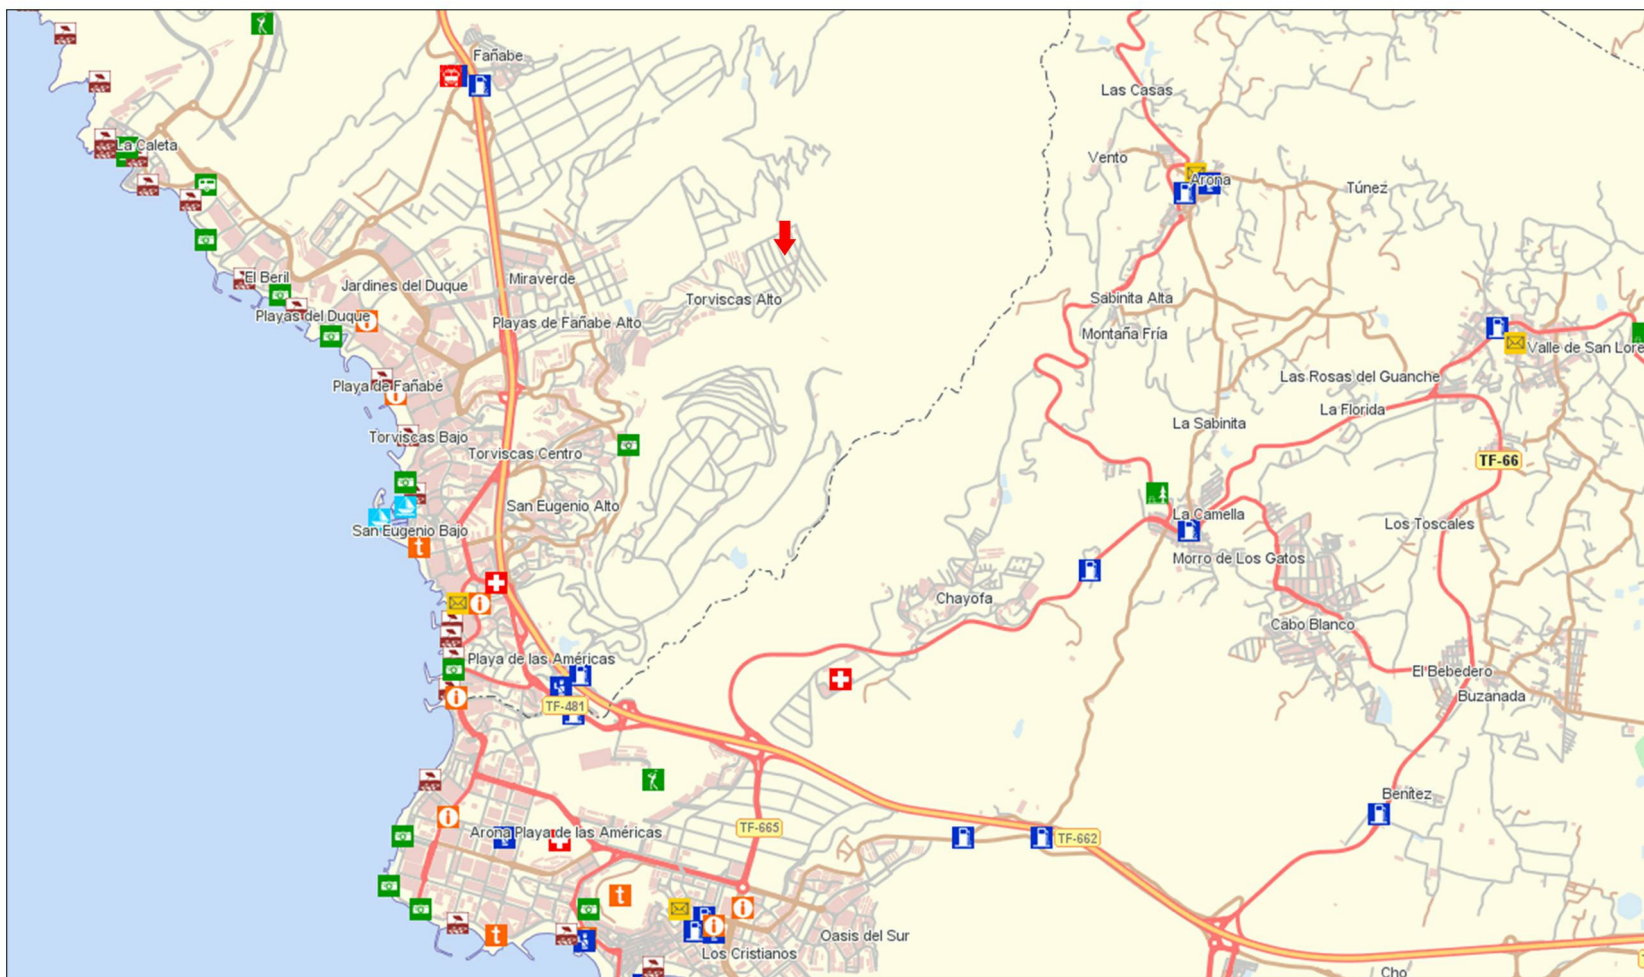 Fañabe
Las Casas
La Caleta
Vento
Arona
Túnez
El Beril
Jardines del Duque
Miraverde
Torviscas Alto
Sabinita Alta
Playas del Duque
Playas de Fañabe Alto
Montaña Fría
Valle de San Lore
Playa de Fañabé
Las Rosas del Guanche
La Florida
La Sabinita
Torviscas Bajo
Torviscas Centro
TF-66
San Eugenio Alto
La Camella
San Eugenio Bajo
t
Los Toscales
Morro de Los Gatos
Chayofa
i
Cabo Blanco
Playa de las Américas
El Bebedero
Buzanada
TF-481
Benítez
Arona Playa de las Américas
TF-665
TF-662
t
i
t
Oasis del Sur
Los Cristianos
Cho